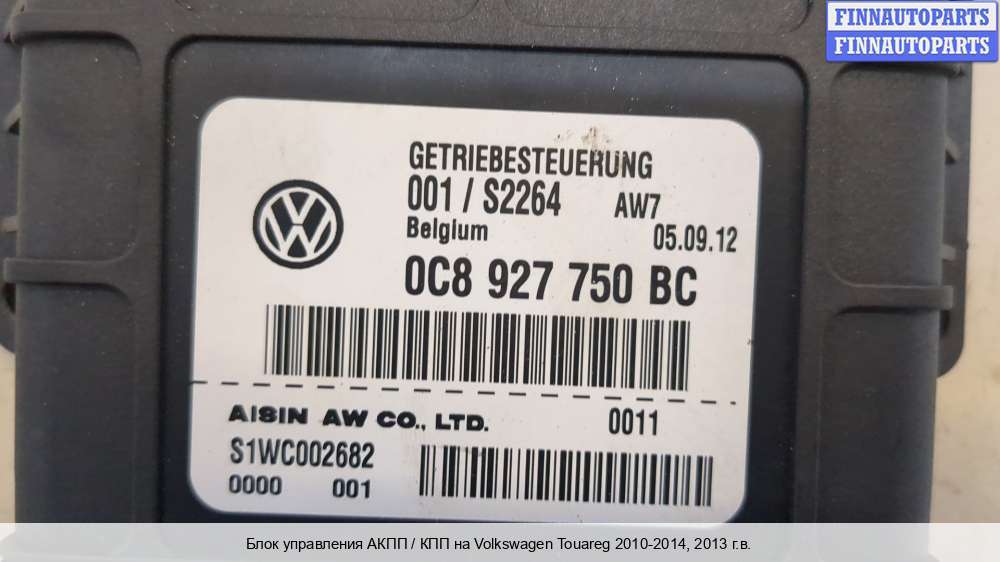 FINNAUTOPARTS
FINNAUTOPARTS
GETRIEBESTEUERUNG
001 / S2264 AW7
Belgium 05.09.12
0C8 927 750 BC
AISIN AW CO., LTD. 0011
S1WC002682
0000 001
Блок управления АКПП / КПП на Volkswagen Touareg 2010-2014, 2013 г.в.